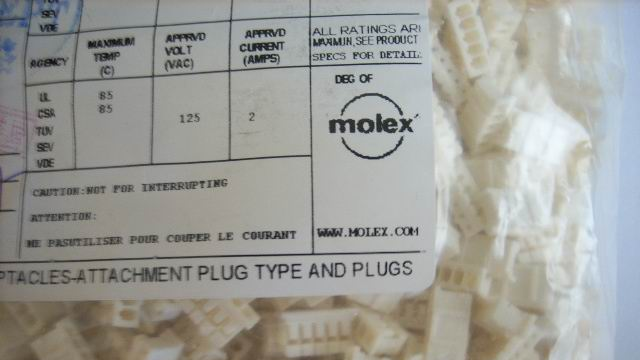 TUV
SEV
VDE
AGENCY MAXIMUM TEMP (C) APPRVD VOLT (VAC) APPRVD CURRENT (AMPS)
ALL RATINGS ARE
MAXIMUM, SEE PRODUCT
SPECS FOR DETAIL
DEG OF
molex
UL 85
CSA 85
TUV 125 2
SEV
VDE
CAUTION:NOT FOR INTERRUPTING
ATTENTION:
NE PASUTILISER POUR COUPER LE COURANT
WWW.MOLEX.COM
PTACLES-ATTACHMENT PLUG TYPE AND PLUGS